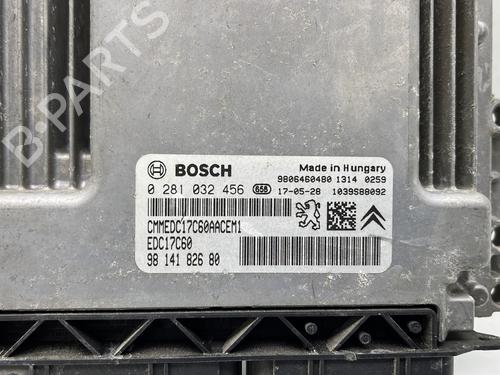 B-PARTS
BOSCH
Made in Hungary
9806460480 1314 0259
0 281 032 456 658 17-05-28 1039S88092
CMMEDC17C60AACEM1
EDC17C60
98 141 826 80